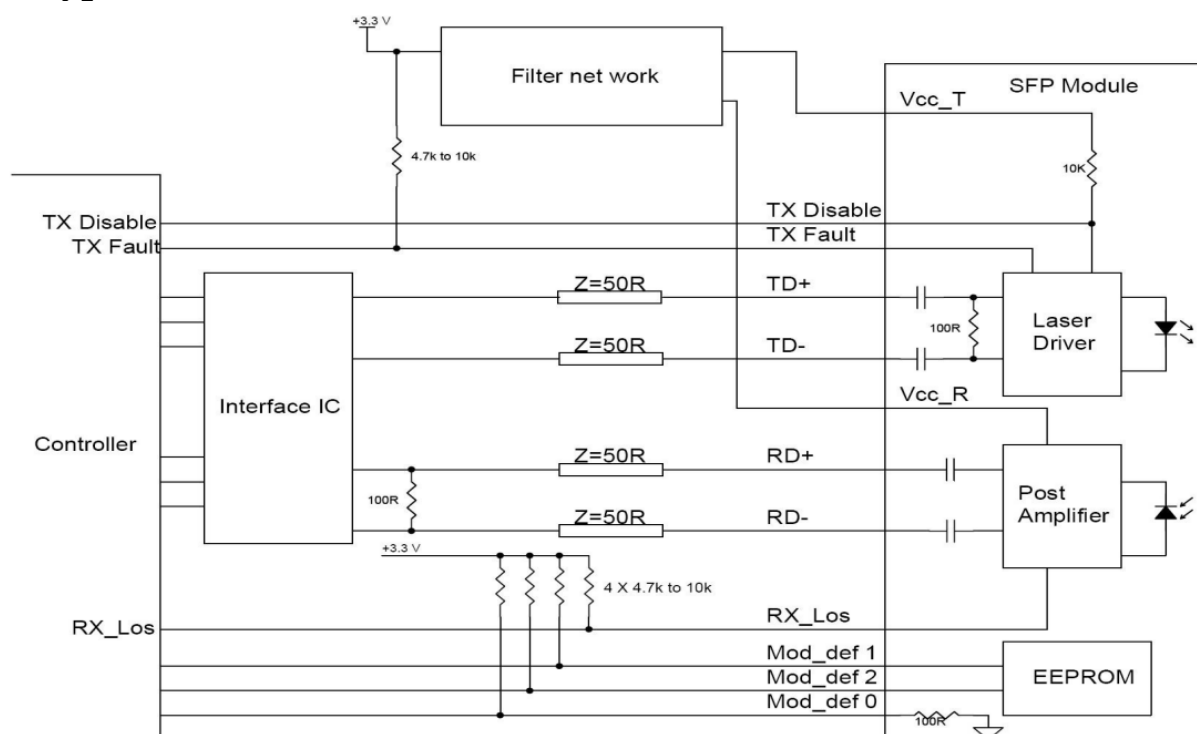 +3.3 V
Filter net work
SFP Module
Vcc_T
4.7k to 10k
10K
TX Disable
TX Disable
TX Fault
TX Fault
Z=50R
TD+
100R
Laser
Driver
Z=50R
TD-
Interface IC
Vcc_R
Controller
Z=50R
RD+
100R
Post
Amplifier
Z=50R
RD-
+3.3 V
4 X 4.7k to 10k
RX_Los
RX_Los
Mod_def 1
EEPROM
Mod_def 2
Mod_def 0
100R